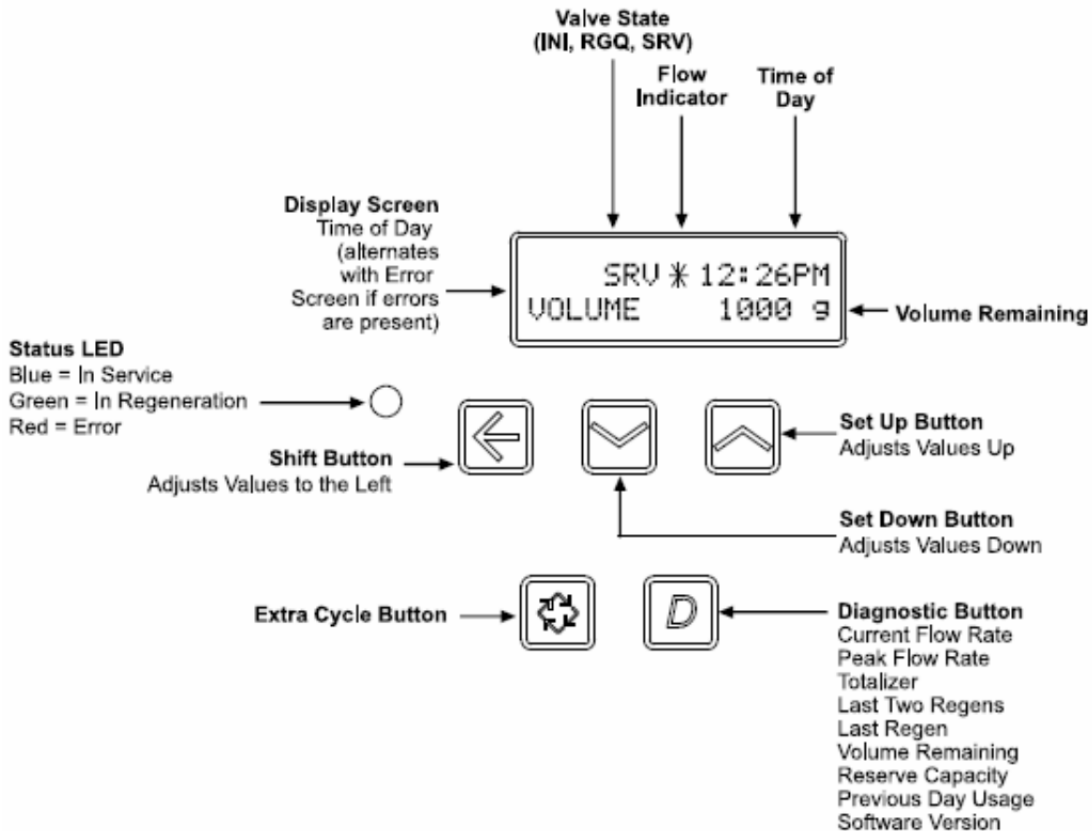 Valve State
(INI, RGQ, SRV)
Flow
Indicator
Time of
Day
Display Screen
Time of Day
(alternates
with Error
Screen if errors
are present)
SRV * 12:26PM
VOLUME 1000 g
Volume Remaining
Status LED
Blue = In Service
Green = In Regeneration
Red = Error
Shift Button
Adjusts Values to the Left
Set Up Button
Adjusts Values Up
Set Down Button
Adjusts Values Down
Extra Cycle Button
D
Diagnostic Button
Current Flow Rate
Peak Flow Rate
Totalizer
Last Two Regens
Last Regen
Volume Remaining
Reserve Capacity
Previous Day Usage
Software Version